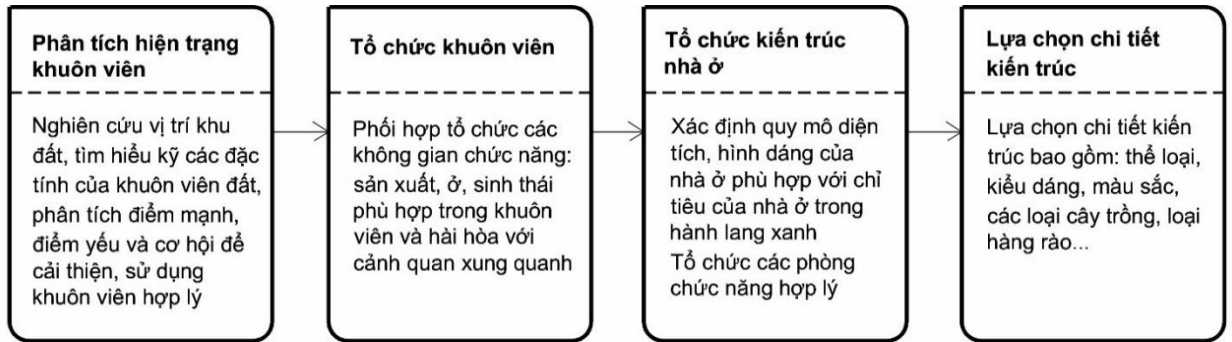 Phân tích hiện trạng
khuôn viên
Nghiên cứu vị trí khu
đất, tìm hiểu kỹ các đặc
tính của khuôn viên đất,
phân tích điểm mạnh,
điểm yếu và cơ hội để
cải thiện, sử dụng
khuôn viên hợp lý
Tổ chức khuôn viên
Phối hợp tổ chức các
không gian chức năng:
sản xuất, ở, sinh thái
phù hợp trong khuôn
viên và hài hòa với
cảnh quan xung quanh
Tổ chức kiến trúc
nhà ở
Xác định quy mô diện
tích, hình dáng của
nhà ở phù hợp với chỉ
tiêu của nhà ở trong
hành lang xanh
Tổ chức các phòng
chức năng hợp lý
Lựa chọn chi tiết
kiến trúc
Lựa chọn chi tiết kiến
trúc bao gồm: thể loại,
kiểu dáng, màu sắc,
các loại cây trồng, loại
hàng rào...